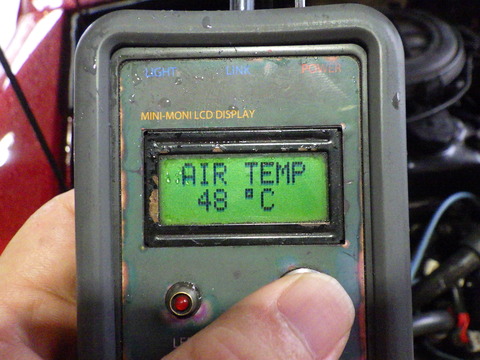 LIGHT LINK POWER
MINI-MONI LCD DISPLAY
AIR TEMP
48 °C